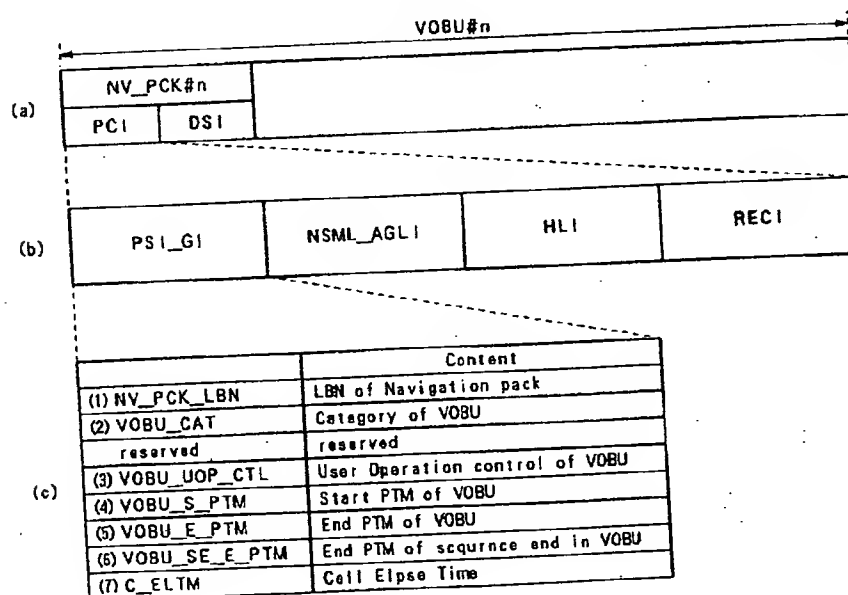 VOBU#n
(a)
NV_PCK#n
PCI DSI
(b)
PSI_GI NSML_AGLI HLI RECI
(c)
Content
(1) NV_PCK_LBN LBN of Navigation pack
(2) VOBU_CAT Category of VOBU
reserved reserved
(3) VOBU_UOP_CTL User Operation control of VOBU
(4) VOBU_S_PTM Start PTM of VOBU
(5) VOBU_E_PTM End PTM of VOBU
(6) VOBU_SE_E_PTM End PTM of scqurnce end in VOBU
(7) C_ELTM Cell Elpse Time